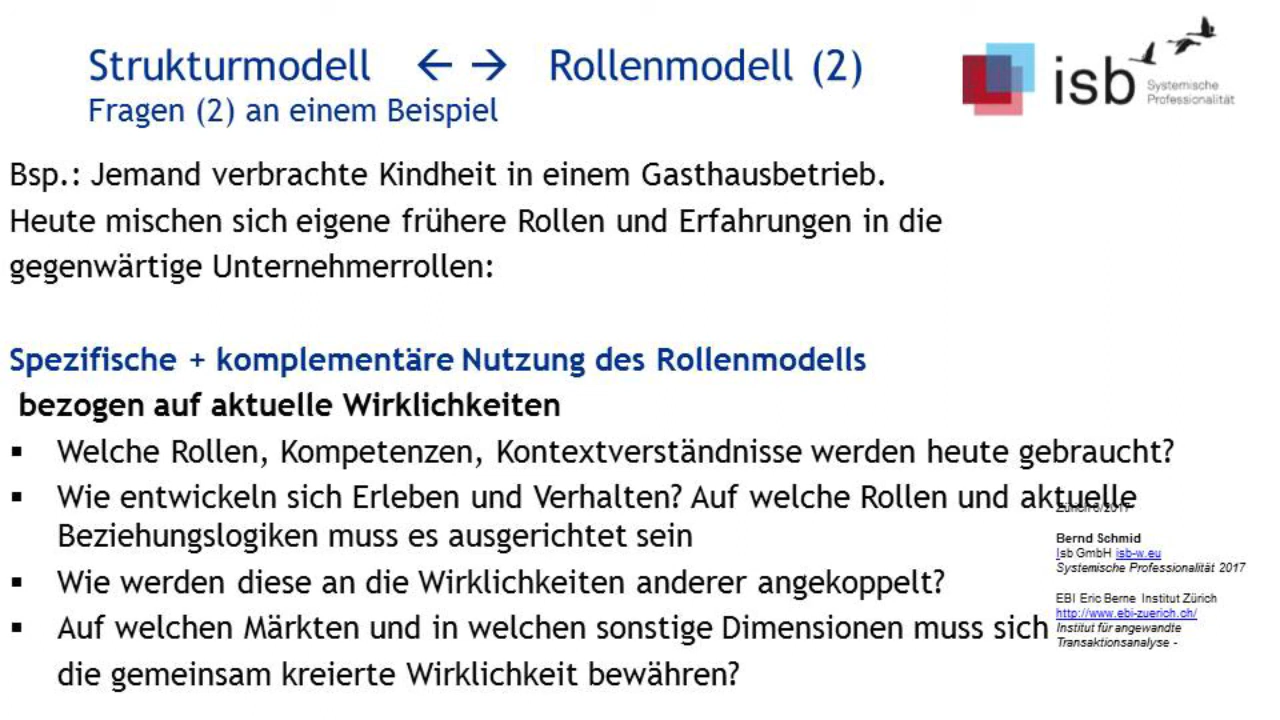 Strukturmodell ← → Rollenmodell (2)
Fragen (2) an einem Beispiel
isb
Systemische
Professionalität
Bsp.: Jemand verbrachte Kindheit in einem Gasthausbetrieb.
Heute mischen sich eigene frühere Rollen und Erfahrungen in die
gegenwärtige Unternehmerrollen:
Spezifische + komplementäre Nutzung des Rollenmodells
bezogen auf aktuelle Wirklichkeiten
▪ Welche Rollen, Kompetenzen, Kontextverständnisse werden heute gebraucht?
▪ Wie entwickeln sich Erleben und Verhalten? Auf welche Rollen und aktuelle
Beziehungslogiken muss es ausgerichtet sein
▪ Wie werden diese an die Wirklichkeiten anderer angekoppelt?
▪ Auf welchen Märkten und in welchen sonstige Dimensionen muss sich
die gemeinsam kreierte Wirklichkeit bewähren?
Bernd Schmid
Isb GmbH isb-w.eu
Systemische Professionalität 2017
EBI Eric Berne Institut Zürich
http://www.ebi-zuerich.ch/
Institut für angewandte
Transaktionsanalyse -